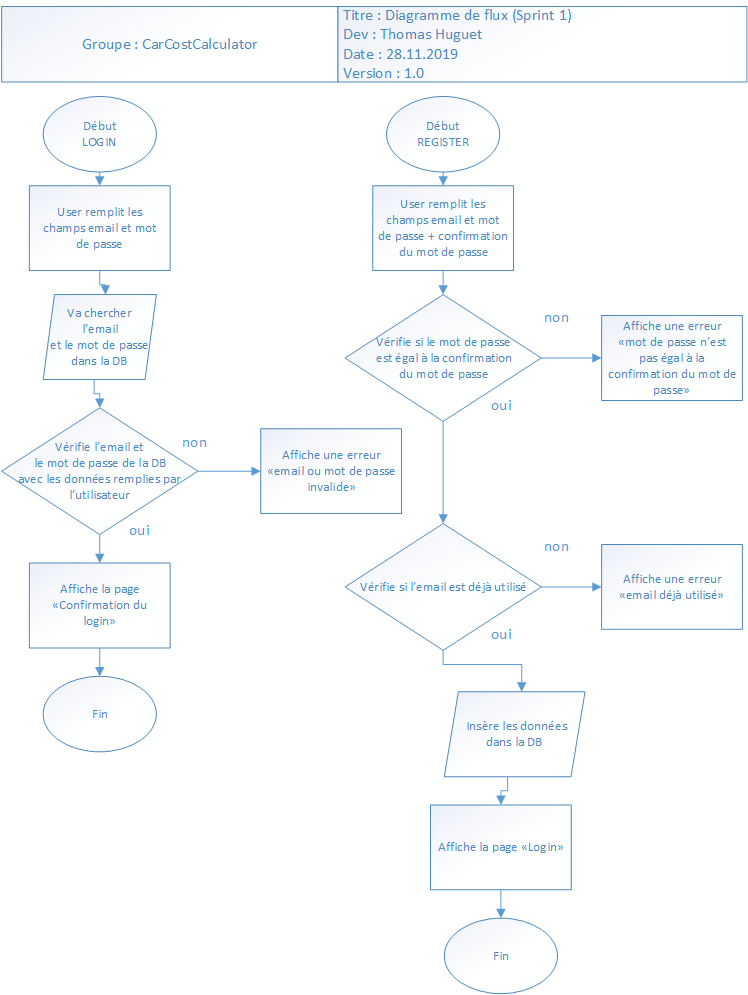 Groupe : CarCostCalculator
Titre : Diagramme de flux (Sprint 1)
Dev : Thomas Huguet
Date : 28.11.2019
Version : 1.0
Début
LOGIN
User remplit les
champs email et mot
de passe
Va chercher
l’email
et le mot de passe
dans la DB
Vérifie l’email et
le mot de passe de la DB
avec les données remplies par
l’utilisateur
non
Affiche une erreur
«email ou mot de passe
invalide»
oui
Affiche la page
«Confirmation du
login»
Fin
Début
REGISTER
User remplit les
champs email et mot
de passe + confirmation
du mot de passe
Vérifie si le mot de passe
est égal à la confirmation
du mot de passe
non
Affiche une erreur
«mot de passe n’est
pas égal à la
confirmation du mot de
passe»
oui
Vérifie si l’email est déjà utilisé
non
Affiche une erreur
«email déjà utilisé»
oui
Insère les données
dans la DB
Affiche la page «Login»
Fin